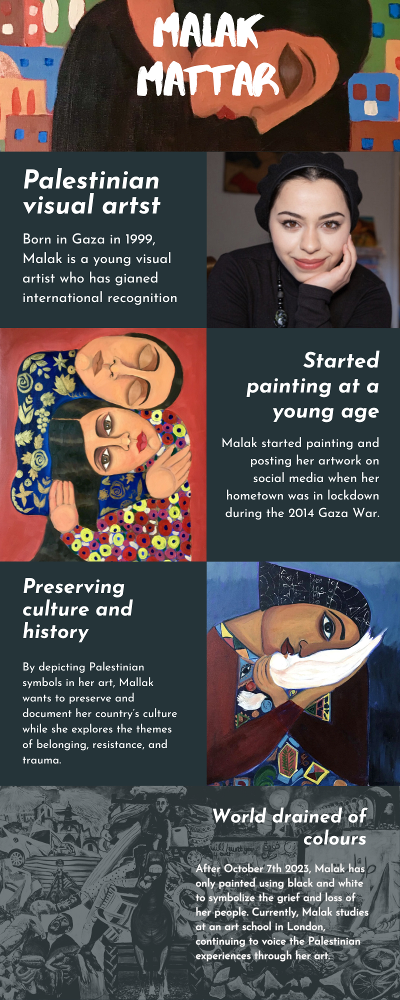 MALAK
MATTAR
Palestinian
visual artst
Born in Gaza in 1999,
Malak is a young visual
artist who has gianed
international recognition
Started
painting at a
young age
Malak started painting and
posting her artwork on
social media when her
hometown was in lockdown
during the 2014 Gaza War.
Preserving
culture and
history
By depicting Palestinian
symbols in her art, Mallak
wants to preserve and
document her country's culture
while she explores the themes
of belonging, resistance, and
trauma.
World drained of
colours
will haunt you
4 ever
After October 7th 2023, Malak has
only painted using black and white
to symbolize the grief and loss of
her people. Currently, Malak studies
at an art school in London,
continuing to voice the Palestinian
experiences through her art.